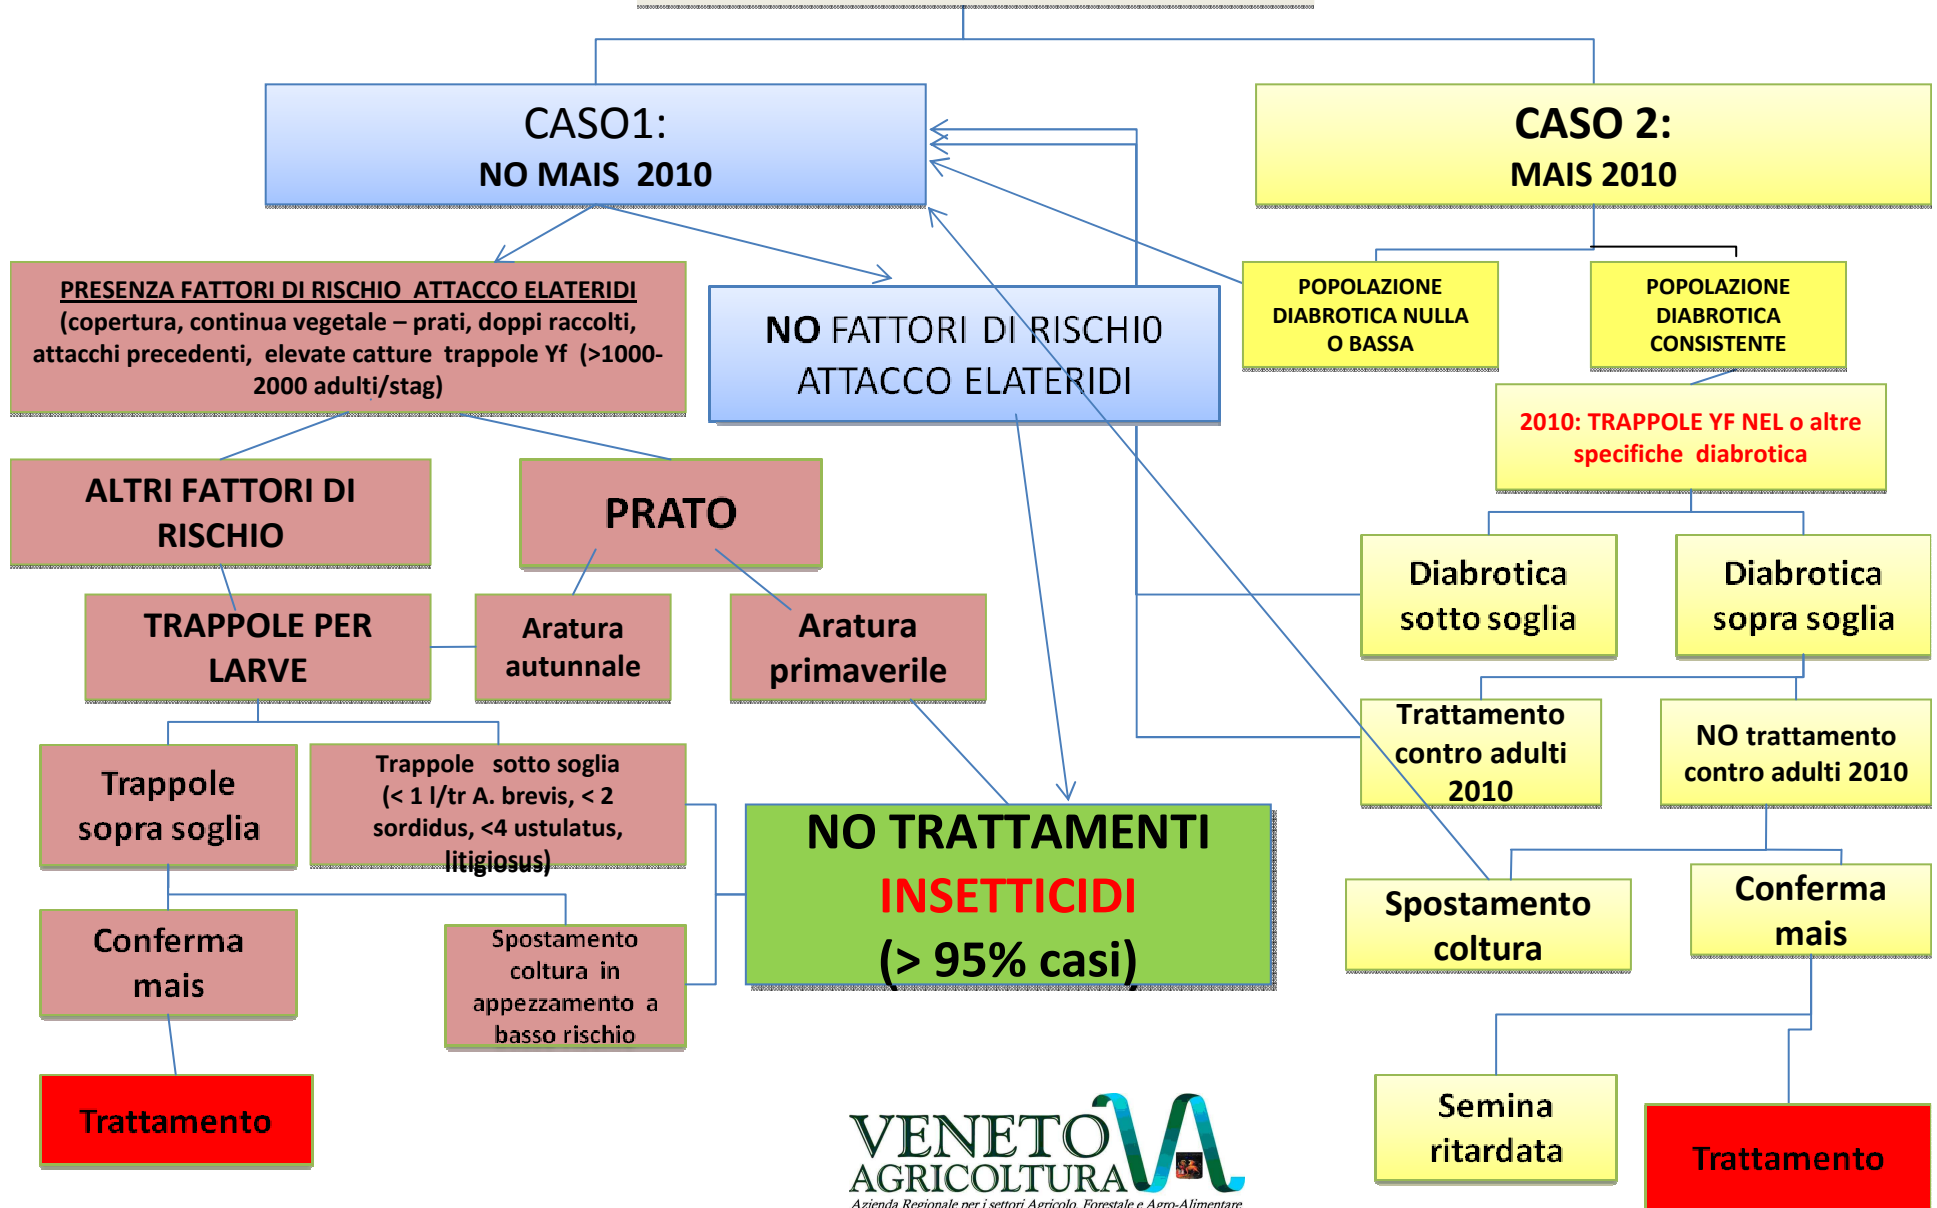 CASO1:
NO MAIS 2010
CASO 2:
MAIS 2010
PRESENZA FATTORI DI RISCHIO ATTACCO ELATERIDI
(copertura, continua vegetale – prati, doppi raccolti,
attacchi precedenti, elevate catture trappole Yf (>1000-
2000 adulti/stag)
NO FATTORI DI RISCHI0
ATTACCO ELATERIDI
POPOLAZIONE
DIABROTICA NULLA
O BASSA
POPOLAZIONE
DIABROTICA
CONSISTENTE
2010: TRAPPOLE YF NEL o altre
specifiche diabrotica
ALTRI FATTORI DI
RISCHIO
PRATO
Diabrotica
sotto soglia
Diabrotica
sopra soglia
TRAPPOLE PER
LARVE
Aratura
autunnale
Aratura
primaverile
Trattamento
contro adulti
2010
NO trattamento
contro adulti 2010
Trappole
sopra soglia
Trappole sotto soglia
(< 1 l/tr A. brevis, < 2
sordidus, <4 ustulatus,
litigiosus)
NO TRATTAMENTI
INSETTICIDI
(> 95% casi)
Spostamento
coltura
Conferma
mais
Conferma
mais
Spostamento
coltura in
appezzamento a
basso rischio
Trattamento
Semina
ritardata
Trattamento
VENETO
AGRICOLTURA
Azienda Regionale per i settori Agricolo, Forestale e Agro-Alimentare